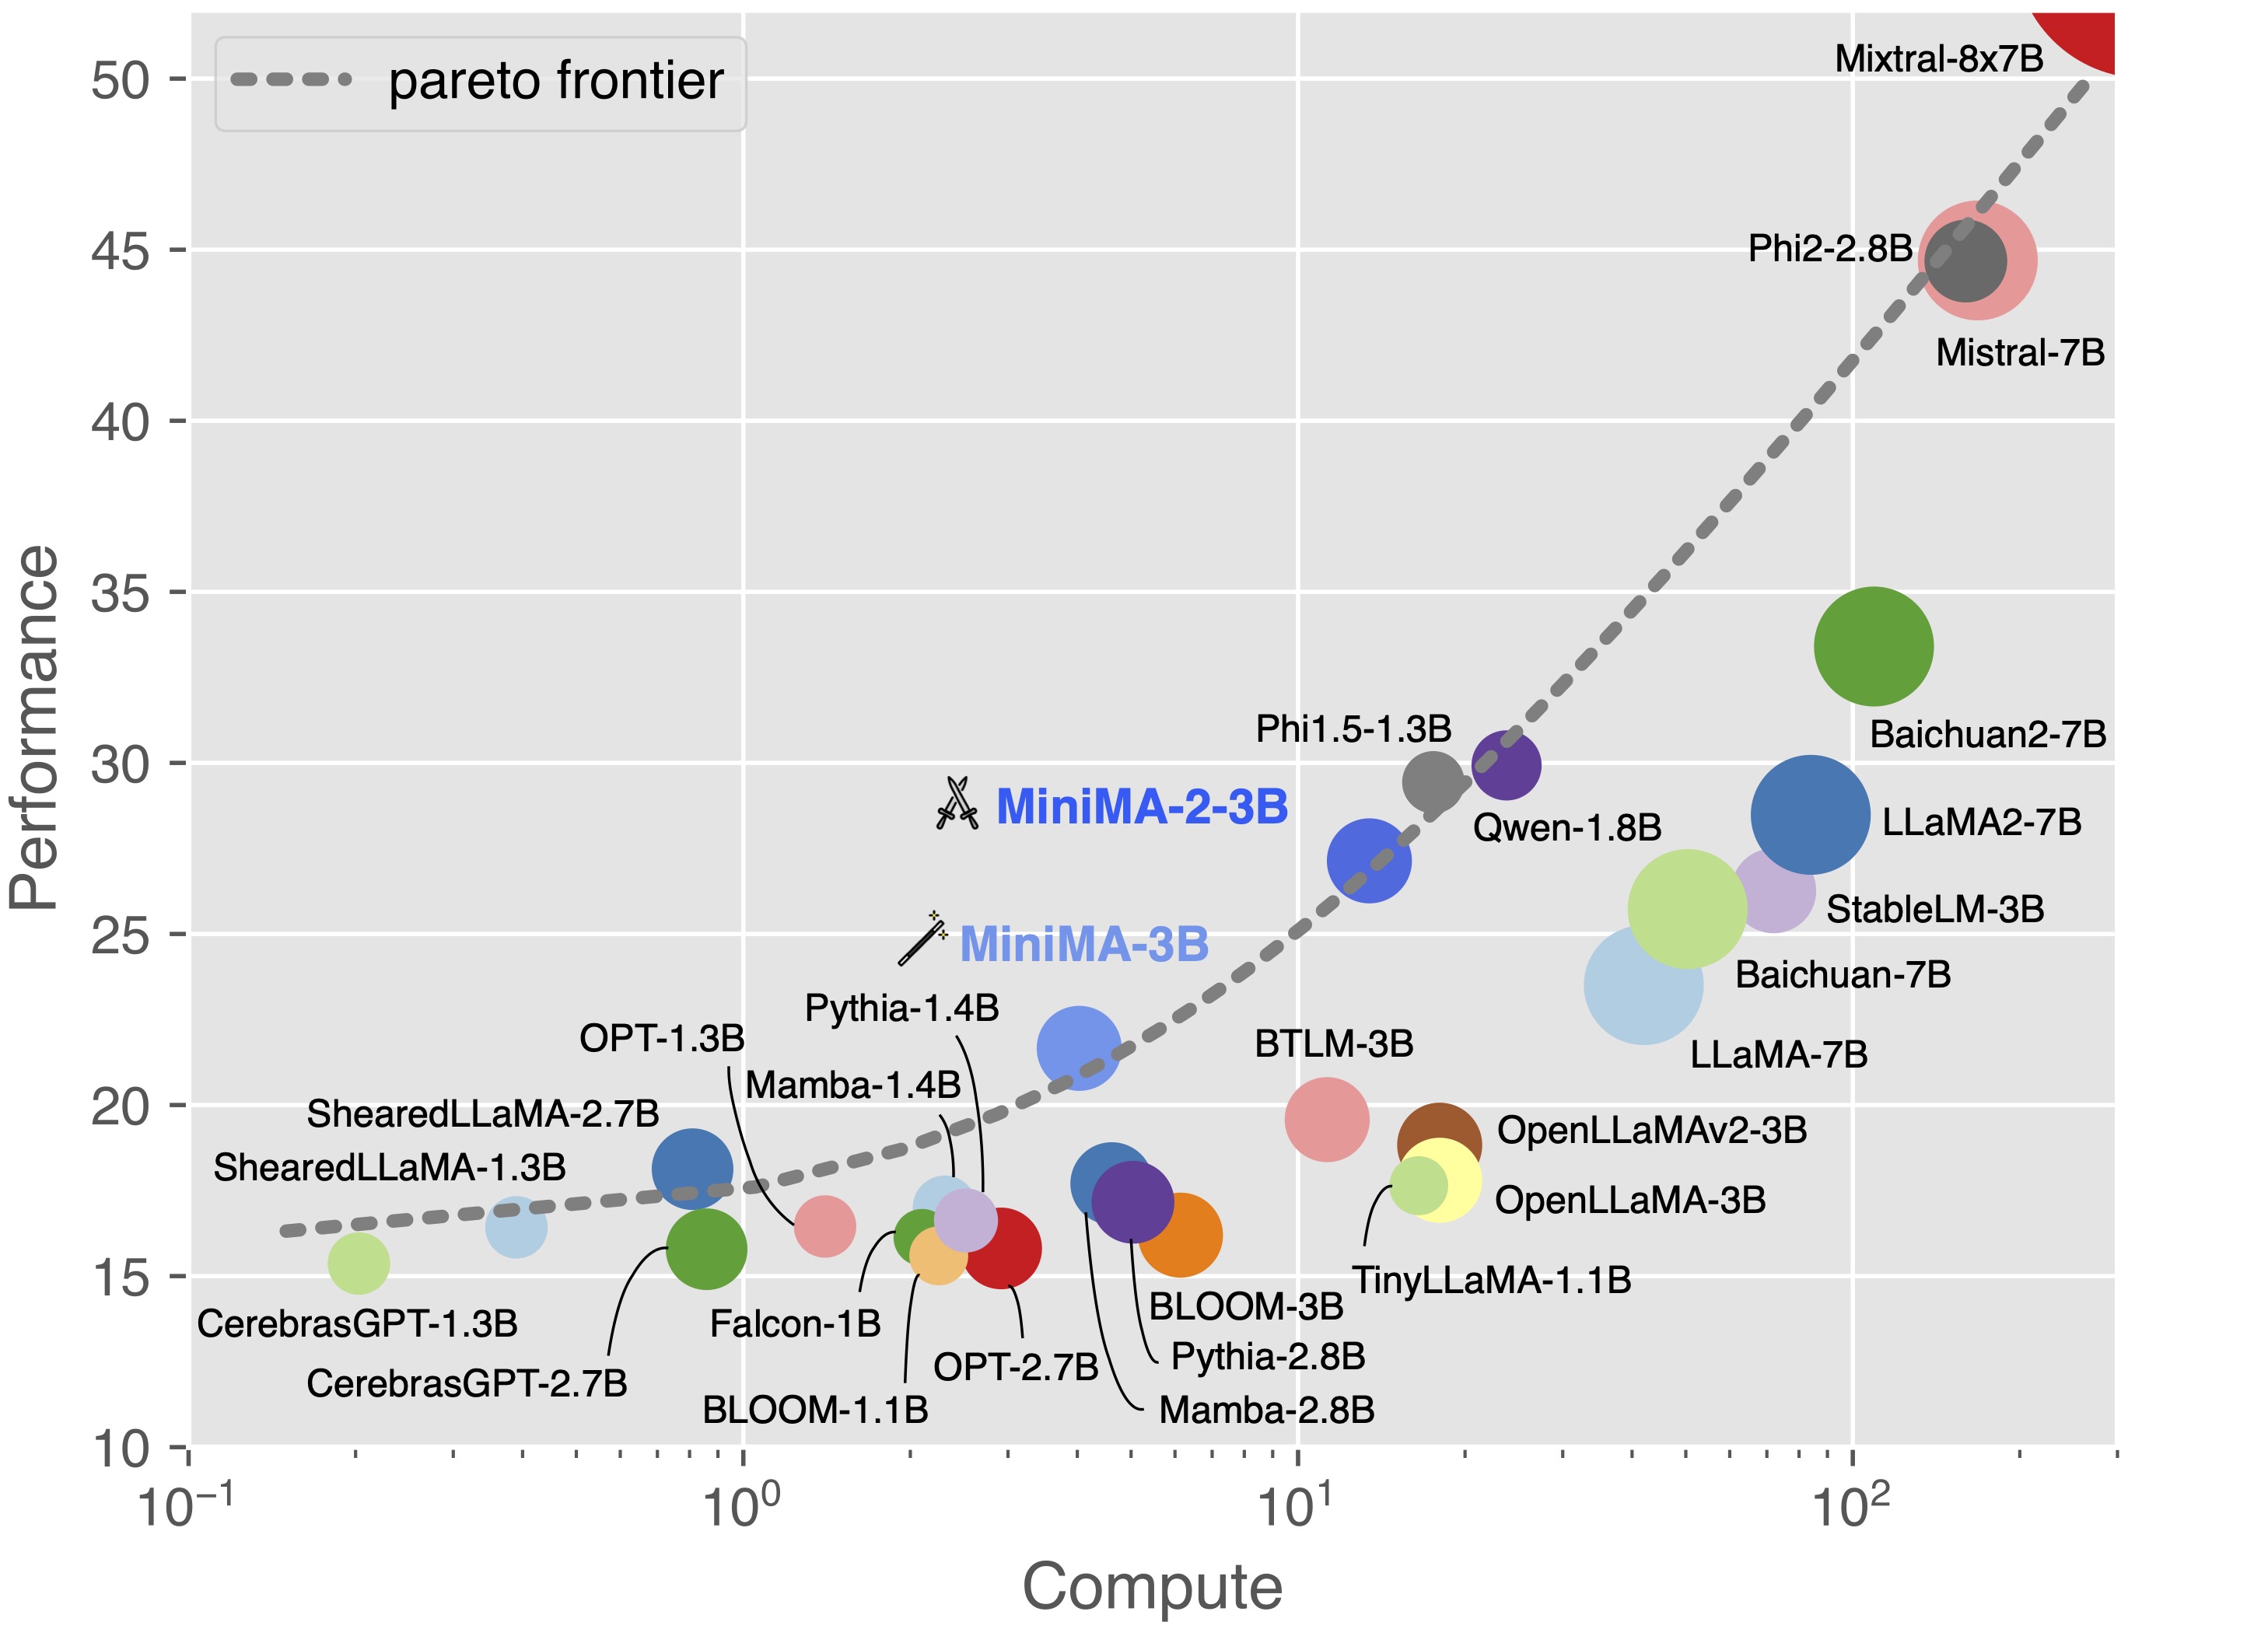 pareto frontier
50
45
40
35
30
25
20
15
10
Performance
Mixtral-8x7B
Phi2-2.8B
Mistral-7B
Baichuan2-7B
Phi1.5-1.3B
MiniMA-2-3B
Qwen-1.8B
LLaMA2-7B
StableLM-3B
MiniMA-3B
Baichuan-7B
Pythia-1.4B
OPT-1.3B
BTLM-3B
LLaMA-7B
Mamba-1.4B
ShearedLLaMA-2.7B
OpenLLaMAv2-3B
ShearedLLaMA-1.3B
OpenLLaMA-3B
TinyLLaMA-1.1B
BLOOM-3B
CerebrasGPT-1.3B
Falcon-1B
Pythia-2.8B
OPT-2.7B
CerebrasGPT-2.7B
BLOOM-1.1B
Mamba-2.8B
10⁻¹ 10⁰ 10¹ 10²
Compute